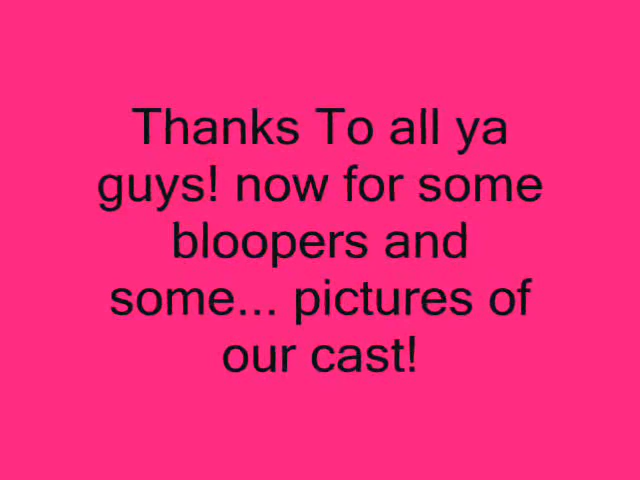 Thanks To all ya
guys! now for some
bloopers and
some... pictures of
our cast!